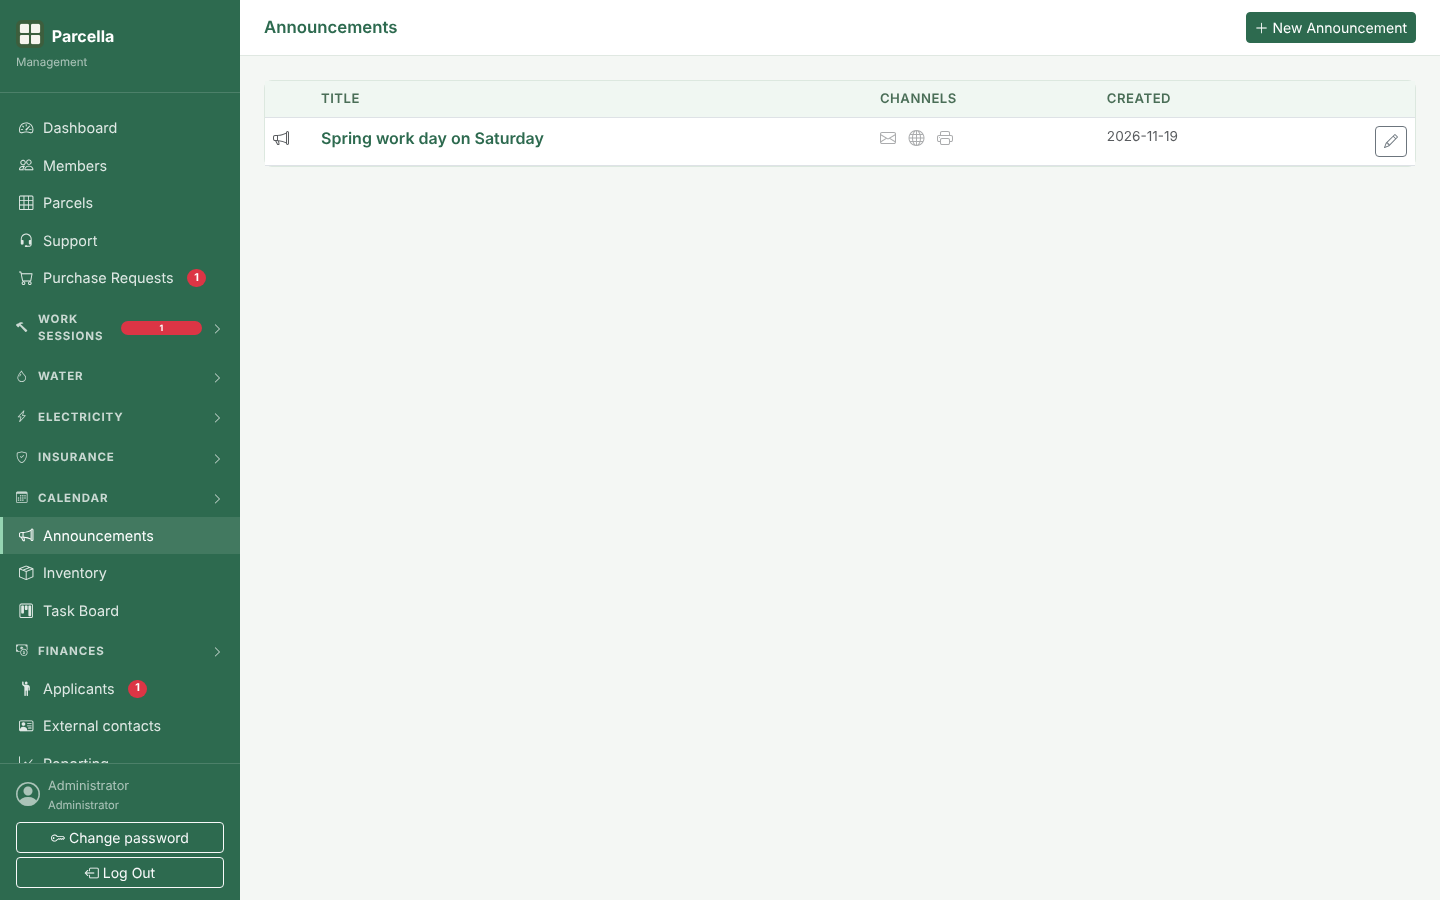 Parcella
Management
Dashboard
Members
Parcels
Support
Purchase Requests 1
WORK
SESSIONS 1
WATER
ELECTRICITY
INSURANCE
CALENDAR
Announcements
Inventory
Task Board
FINANCES
Applicants 1
External contacts
Reporting
Administrator
Administrator
Change password
Log Out
Announcements
New Announcement
TITLE CHANNELS CREATED
Spring work day on Saturday 2026-11-19